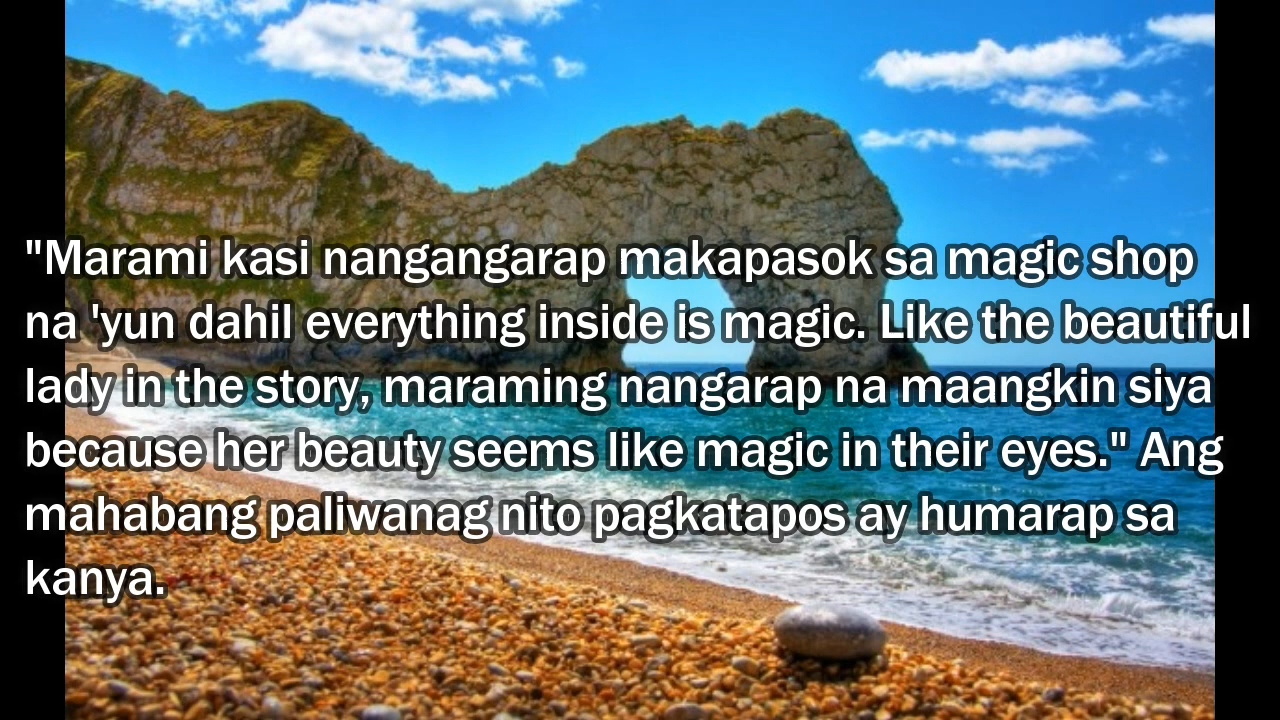 "Marami kasi nangangarap makapasok sa magic shop
na 'yun dahil everything inside is magic. Like the beautiful
lady in the story, maraming nangarap na maangkin siya
because her beauty seems like magic in their eyes." Ang
mahabang paliwanag nito pagkatapos ay humarap sa
kanya.